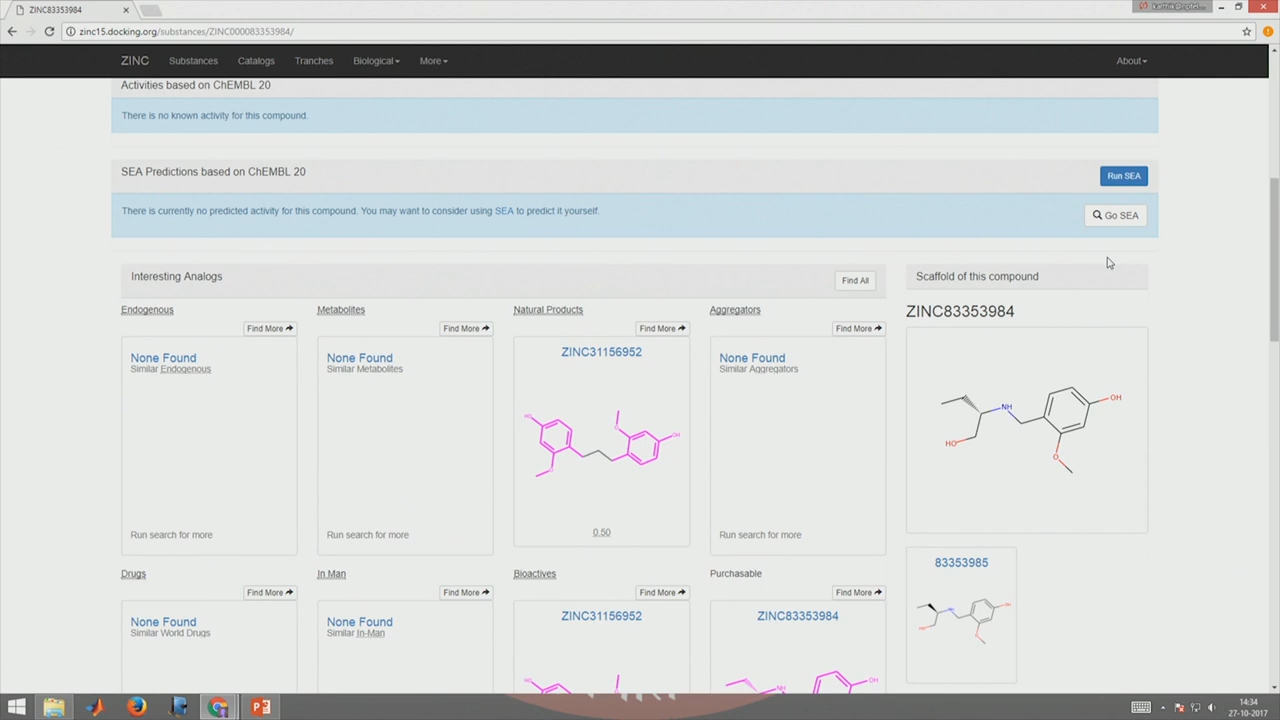 ZINC83353984
karthik@nptel...
zinc15.docking.org/substances/ZINC000083353984/
ZINC Substances Catalogs Tranches Biological More About
Activities based on ChEMBL 20
There is no known activity for this compound.
SEA Predictions based on ChEMBL 20
Run SEA
There is currently no predicted activity for this compound. You may want to consider using SEA to predict it yourself.
Go SEA
Interesting Analogs
Find All
Scaffold of this compound
Endogenous Metabolites Natural Products Aggregators
ZINC83353984
Find More Find More Find More Find More
None Found None Found ZINC31156952 None Found
Similar Endogenous Similar Metabolites Similar Aggregators
NH OH
HO
O
HO O OH
O
Run search for more Run search for more 0.50 Run search for more
83353985
Drugs In Man Bioactives Purchasable
Find More Find More Find More Find More
None Found None Found ZINC31156952 ZINC83353984
Similar World Drugs Similar In-Man
NH OH
14:34
27-10-2017